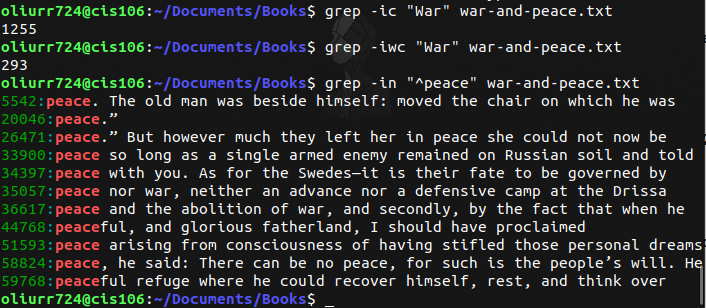 oliurr724@cis106:~/Documents/Books$ grep -ic "War" war-and-peace.txt
1255
oliurr724@cis106:~/Documents/Books$ grep -iwc "War" war-and-peace.txt
293
oliurr724@cis106:~/Documents/Books$ grep -in "^peace" war-and-peace.txt
5542:peace. The old man was beside himself: moved the chair on which he was
20046:peace.”
26471:peace.” But however much they left her in peace she could not now be
33900:peace so long as a single armed enemy remained on Russian soil and told
34397:peace with you. As for the Swedes—it is their fate to be governed by
35057:peace nor war, neither an advance nor a defensive camp at the Drissa
36617:peace and the abolition of war, and secondly, by the fact that when he
44768:peaceful, and glorious fatherland, I should have proclaimed
51593:peace arising from consciousness of having stifled those personal dreams
58824:peace, he said: There can be no peace, for such is the people’s will. He
59768:peaceful refuge where he could recover himself, rest, and think over
oliurr724@cis106:~/Documents/Books$ _